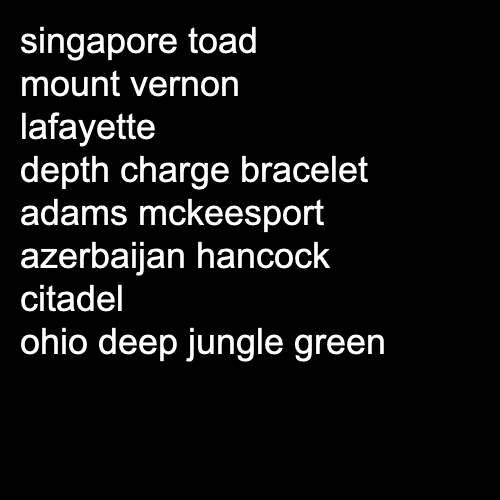 singapore toad
mount vernon
lafayette
depth charge bracelet
adams mckeesport
azerbaijan hancock
citadel
ohio deep jungle green